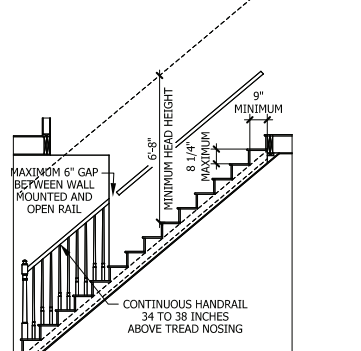 9"
MINIMUM
6'-8"
MINIMUM HEAD HEIGHT
8 1/4"
MAXIMUM
MAXIMUM 6" GAP
BETWEEN WALL
MOUNTED AND
OPEN RAIL
CONTINUOUS HANDRAIL
34 TO 38 INCHES
ABOVE TREAD NOSING